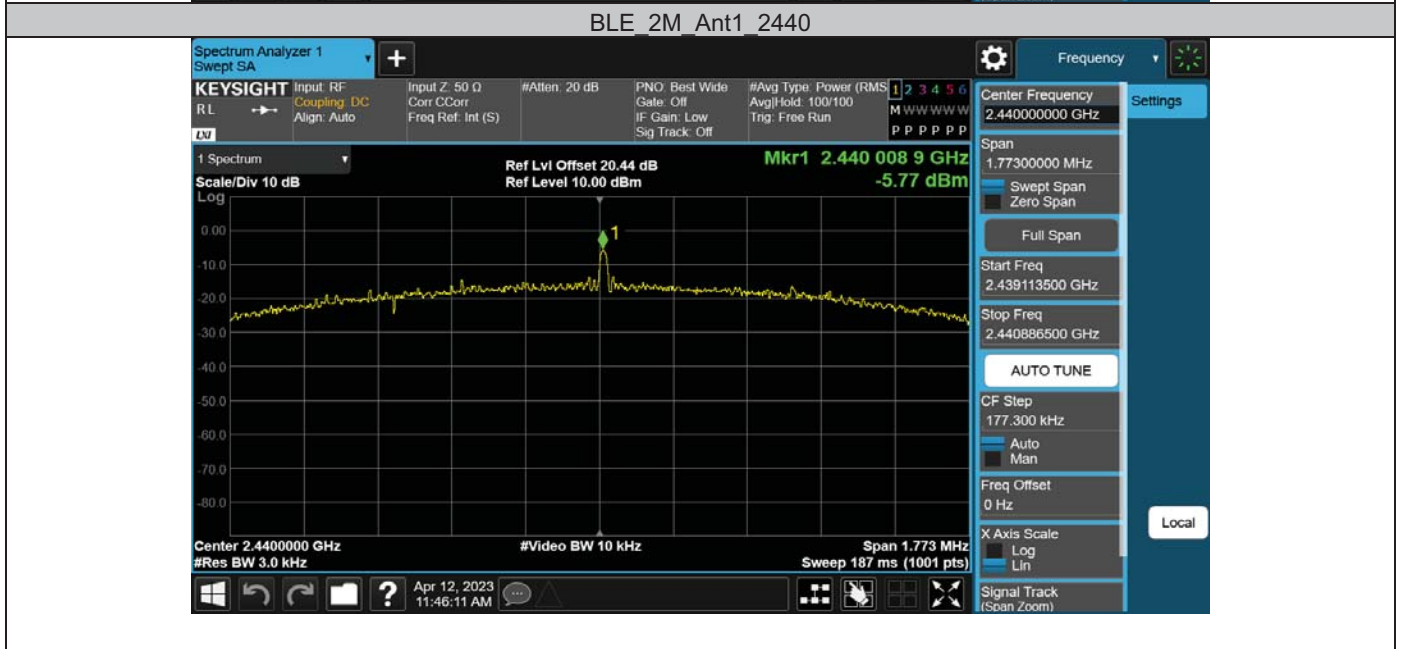 BLE_2M_Ant1_2440
Spectrum Analyzer 1
Swept SA
+
Frequency
KEYSIGHT
RL
LXI
Input: RF
Coupling: DC
Align: Auto
Input Z: 50 Ω
Corr CCorr
Freq Ref: Int (S)
#Atten: 20 dB
PNO: Best Wide
Gate: Off
IF Gain: Low
Sig Track: Off
#Avg Type: Power (RMS
Avg|Hold: 100/100
Trig: Free Run
1 2 3 4 5 6
M W W W W W
P P P P P P
1 Spectrum
Scale/Div 10 dB
Log
Ref Lvl Offset 20.44 dB
Ref Level 10.00 dBm
Mkr1 2.440 008 9 GHz
-5.77 dBm
1
0.00
-10.0
-20.0
-30.0
-40.0
-50.0
-60.0
-70.0
-80.0
Center 2.4400000 GHz
#Res BW 3.0 kHz
#Video BW 10 kHz
Span 1.773 MHz
Sweep 187 ms (1001 pts)
Center Frequency
2.440000000 GHz
Span
1.77300000 MHz
Swept Span
Zero Span
Full Span
Start Freq
2.439113500 GHz
Stop Freq
2.440886500 GHz
AUTO TUNE
CF Step
177.300 kHz
Auto
Man
Freq Offset
0 Hz
X Axis Scale
Log
Lin
Signal Track
(Span Zoom)
Settings
Local
?
Apr 12, 2023
11:46:11 AM